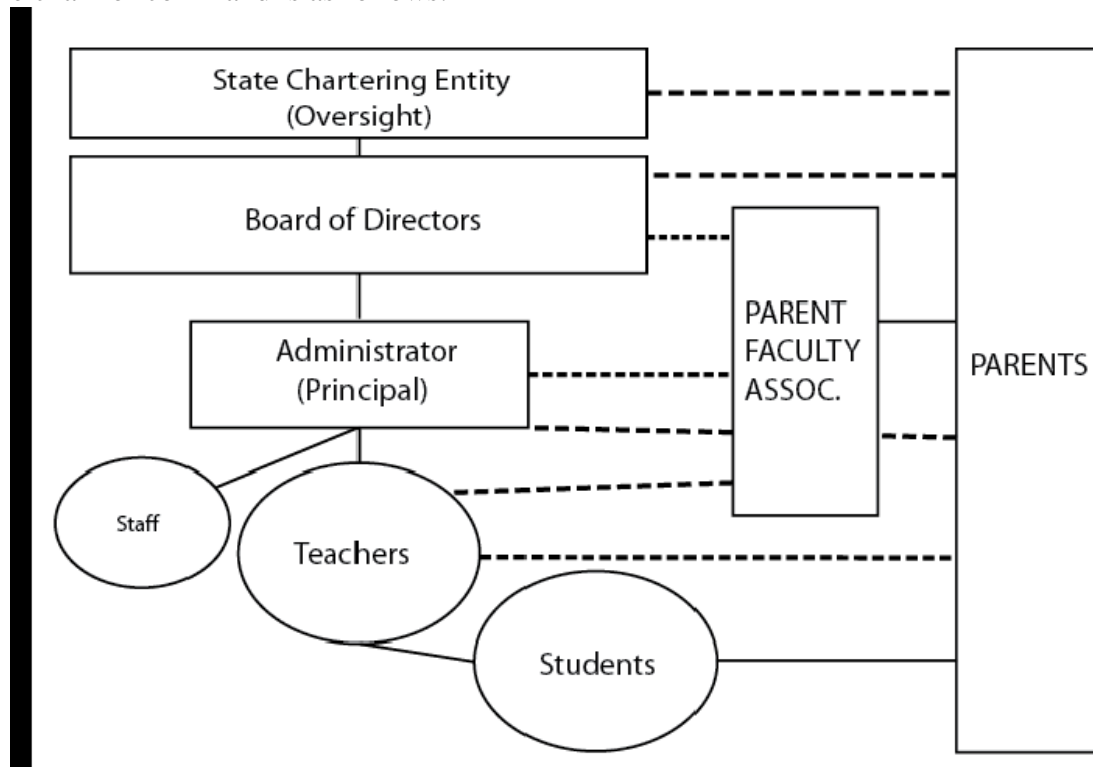 State Chartering Entity
(Oversight)
Board of Directors
Administrator
(Principal)
PARENT
FACULTY
ASSOC.
PARENTS
Staff
Teachers
Students